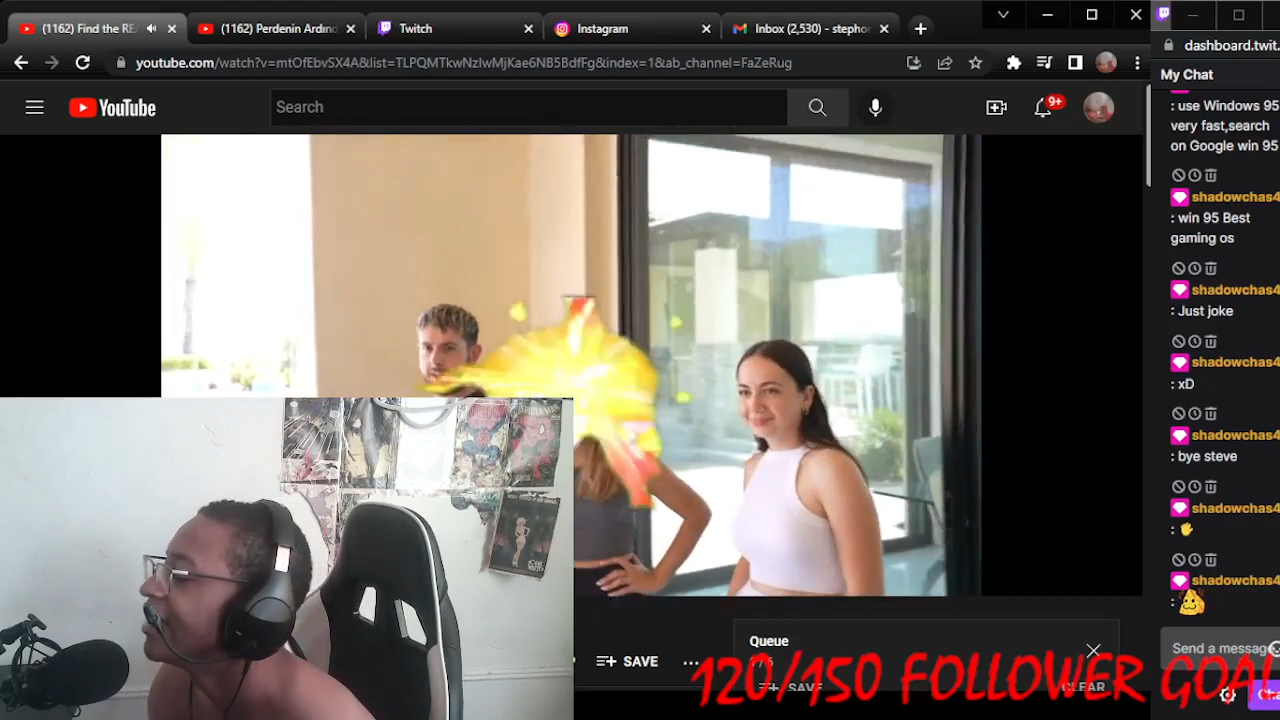 (1162) Find the RE
(1162) Perdenin Ardınd
Twitch
Instagram
Inbox (2,530) - stephor
youtube.com/watch?v=mtOfEbvSX4A&list=TLPQMTkwNzIwMjKae6NB5BdfFg&index=1&ab_channel=FaZeRug
dashboard.twit.
YouTube
Search
9+
My Chat
: use Windows 95
very fast,search
on Google win 95
shadowchas4
: win 95 Best
gaming os
shadowchas4
: Just joke
shadowchas4
: xD
shadowchas4
: bye steve
shadowchas4
:
shadowchas4
:
SAVE
Queue
SAVE
CLEAR
Send a message
Cha
120/150 FOLLOWER GOAL